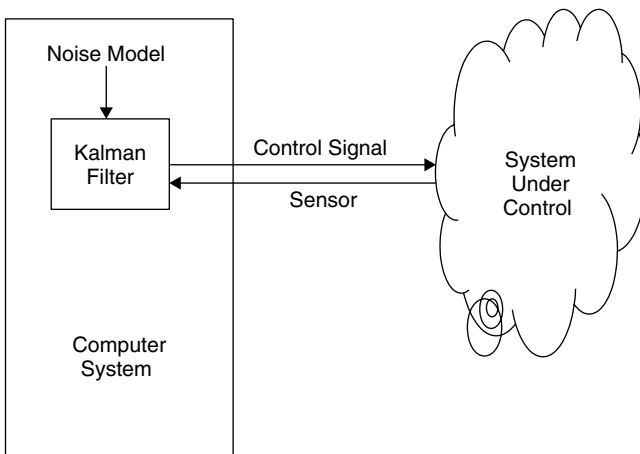 Noise Model
Kalman
Filter
Control Signal
Sensor
System
Under
Control
Computer
System